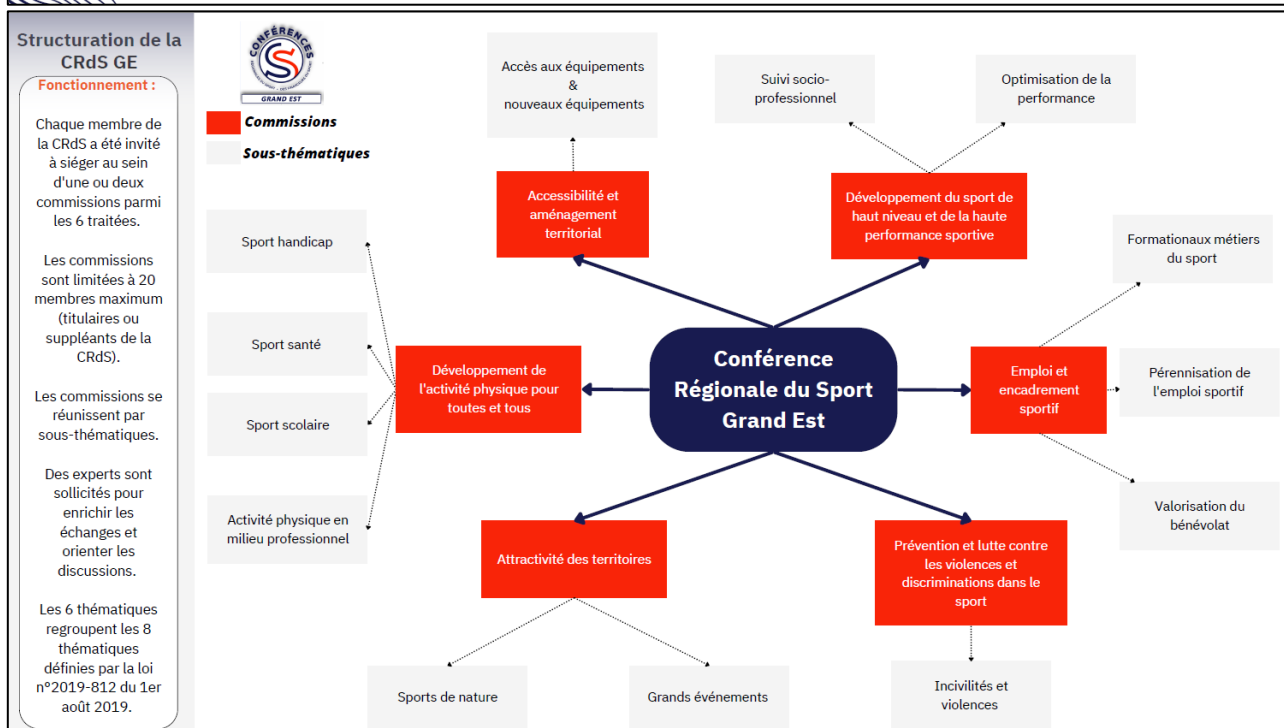 Structuration de la
CRdS GE
Fonctionnement :
Chaque membre de
la CRdS a été invité
à siéger au sein
d'une ou deux
commissions parmi
les 6 traitées.
Les commissions
sont limitées à 20
membres maximum
(titulaires ou
suppléants de la
CRdS).
Les commissions se
réunissent par
sous-thématiques.
Des experts sont
sollicités pour
enrichir les
échanges et
orienter les
discussions.
Les 6 thématiques
regroupent les 8
thématiques
définies par la loi
n°2019-812 du 1er
août 2019.
CONFÉRENCES
GRAND EST
Commissions
Sous-thématiques
Accès aux équipements
&
nouveaux équipements
Suivi socio-
professionnel
Optimisation de la
performance
Accessibilité et
aménagement
territorial
Développement du sport de
haut niveau et de la haute
performance sportive
Sport handicap
Sport santé
Sport scolaire
Activité physique en
milieu professionnel
Développement de
l'activité physique pour
toutes et tous
Conférence
Régionale du Sport
Grand Est
Emploi et
encadrement
sportif
Formationaux métiers
du sport
Pérennisation de
l'emploi sportif
Valorisation du
bénévolat
Attractivité des territoires
Prévention et lutte contre
les violences et
discriminations dans le
sport
Sports de nature
Grands événements
Incivilités et
violences